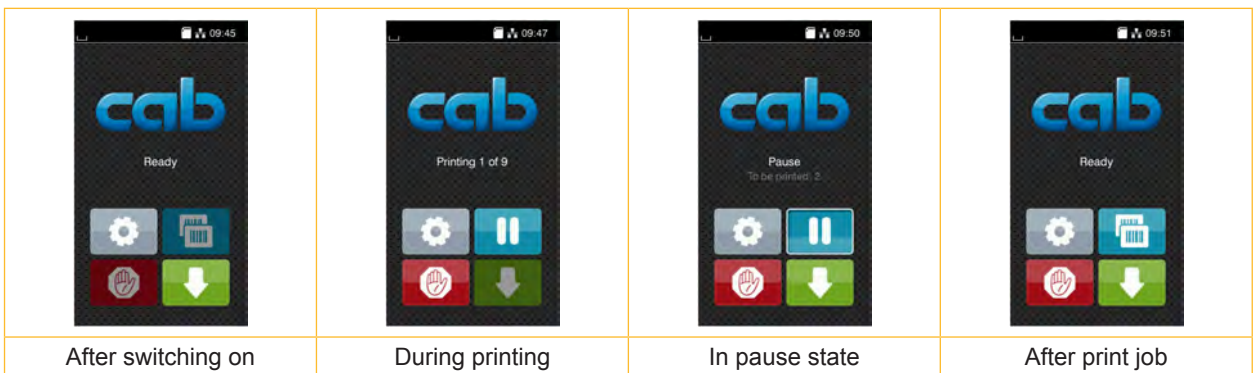 09:45
cab
Ready
After switching on
09:47
cab
Printing 1 of 9
During printing
09:50
cab
Pause
To be printed: 2
In pause state
09:51
cab
Ready
After print job